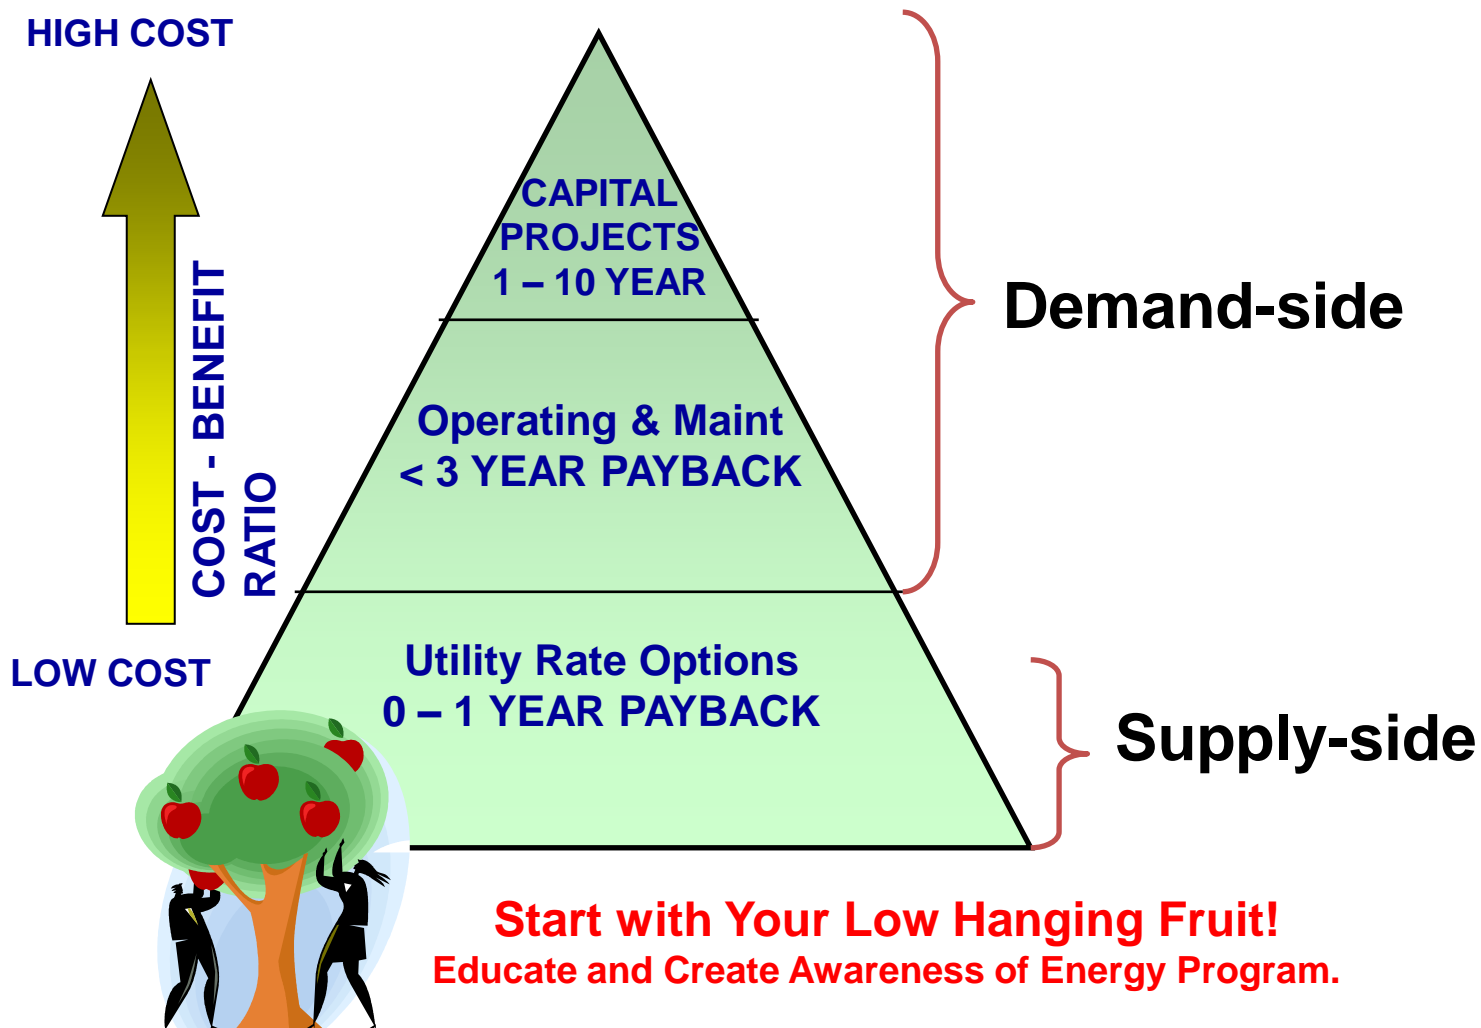 HIGH COST
COST - BENEFIT
RATIO
LOW COST
CAPITAL
PROJECTS
1 – 10 YEAR
Operating & Maint
< 3 YEAR PAYBACK
Utility Rate Options
0 – 1 YEAR PAYBACK
Demand-side
Supply-side
Start with Your Low Hanging Fruit!
Educate and Create Awareness of Energy Program.